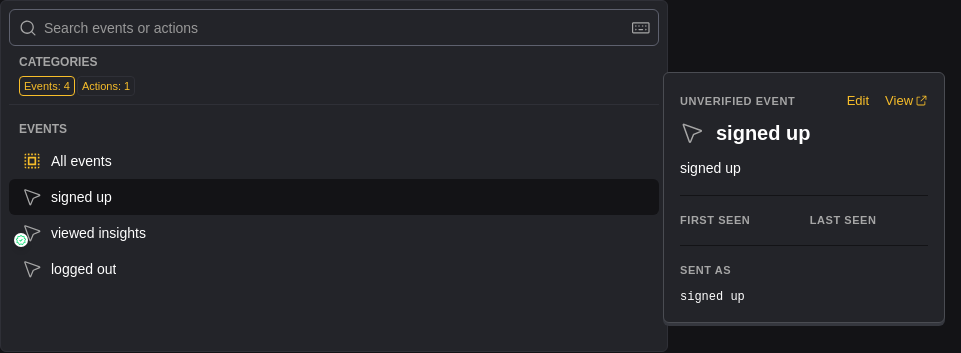 Search events or actions
CATEGORIES
Events: 4 Actions: 1
EVENTS
All events
signed up
viewed insights
logged out
UNVERIFIED EVENT Edit View
signed up
signed up
FIRST SEEN LAST SEEN
SENT AS
signed up